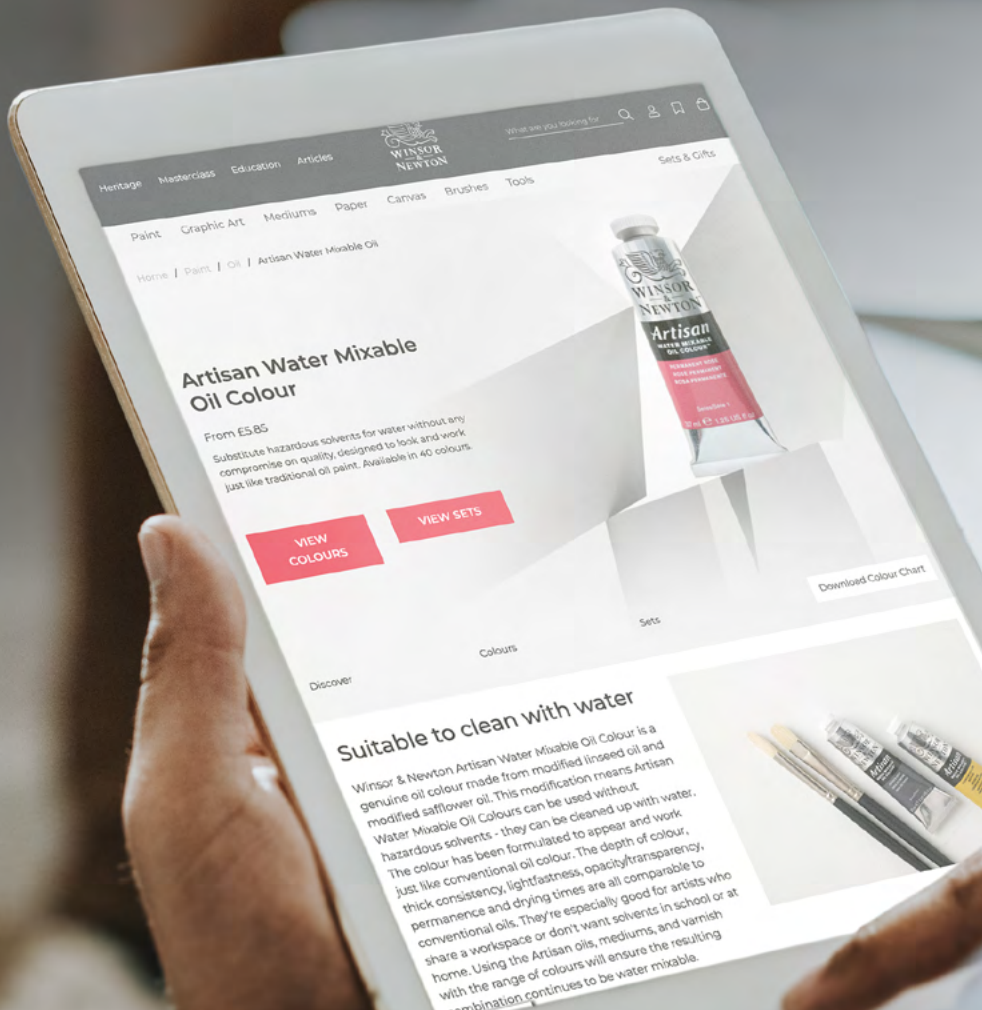 Heritage Masterclass Education Articles
WINSOR
&
NEWTON
What are you looking for
Paint Graphic Art Mediums Paper Canvas Brushes Tools Sets & Gifts
Home / Paint / Oil / Artisan Water Mixable Oil
Artisan Water Mixable
Oil Colour
From £5.85
Substitute hazardous solvents for water without any
compromise on quality, designed to look and work
just like traditional oil paint. Available in 40 colours.
VIEW
COLOURS
VIEW SETS
WINSOR
&
NEWTON
Artisan
WATER MIXABLE
OIL COLOUR™
PERMANENT ROSE
ROSE PERMANENT
ROSA PERMANENTE
Download Colour Chart
Discover
Colours
Sets
Suitable to clean with water
Winsor & Newton Artisan Water Mixable Oil Colour is a
genuine oil colour made from modified linseed oil and
modified safflower oil. This modification means Artisan
Water Mixable Oil Colours can be used without
hazardous solvents - they can be cleaned up with water.
The colour has been formulated to appear and work
just like conventional oil colour. The depth of colour,
thick consistency, lightfastness, opacity/transparency,
permanence and drying times are all comparable to
conventional oils. They're especially good for artists who
share a workspace or don't want solvents in school or at
home. Using the Artisan oils, mediums, and varnish
with the range of colours will ensure the resulting
combination continues to be water mixable.
Artisan
Artisan